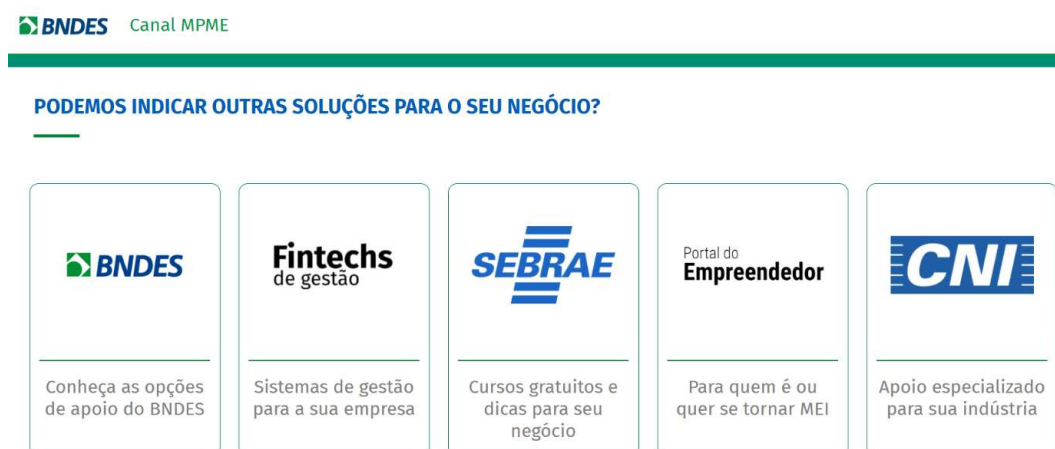 BNDES Canal MPME
PODEMOS INDICAR OUTRAS SOLUÇÕES PARA O SEU NEGÓCIO?
BNDES
Conheça as opções
de apoio do BNDES
Fintechs
de gestão
Sistemas de gestão
para a sua empresa
SEBRAE
Cursos gratuitos e
dicas para seu
negócio
Portal do
Empreendedor
Para quem é ou
quer se tornar MEI
CNI
Apoio especializado
para sua indústria